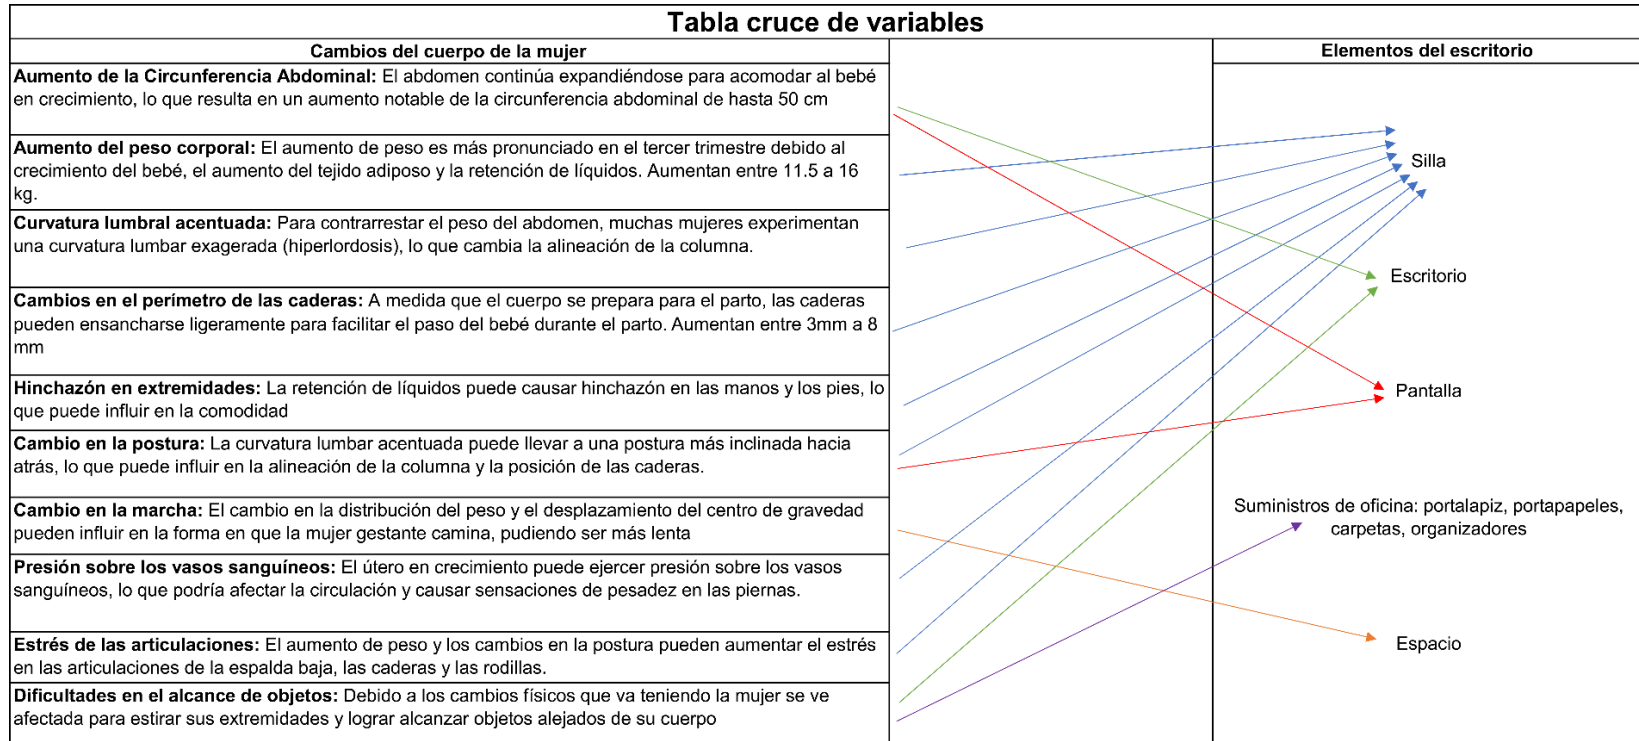 Tabla cruce de variables
Cambios del cuerpo de la mujer
Elementos del escritorio
Aumento de la Circunferencia Abdominal: El abdomen continúa expandiéndose para acomodar al bebé
en crecimiento, lo que resulta en un aumento notable de la circunferencia abdominal de hasta 50 cm
Aumento del peso corporal: El aumento de peso es más pronunciado en el tercer trimestre debido al
crecimiento del bebé, el aumento del tejido adiposo y la retención de líquidos. Aumentan entre 11.5 a 16
kg.
Curvatura lumbral acentuada: Para contrarrestar el peso del abdomen, muchas mujeres experimentan
una curvatura lumbar exagerada (hiperlordosis), lo que cambia la alineación de la columna.
Cambios en el perímetro de las caderas: A medida que el cuerpo se prepara para el parto, las caderas
pueden ensancharse ligeramente para facilitar el paso del bebé durante el parto. Aumentan entre 3mm a 8
mm
Hinchazón en extremidades: La retención de líquidos puede causar hinchazón en las manos y los pies, lo
que puede influir en la comodidad
Cambio en la postura: La curvatura lumbar acentuada puede llevar a una postura más inclinada hacia
atrás, lo que puede influir en la alineación de la columna y la posición de las caderas.
Cambio en la marcha: El cambio en la distribución del peso y el desplazamiento del centro de gravedad
pueden influir en la forma en que la mujer gestante camina, pudiendo ser más lenta
Presión sobre los vasos sanguíneos: El útero en crecimiento puede ejercer presión sobre los vasos
sanguíneos, lo que podría afectar la circulación y causar sensaciones de pesadez en las piernas.
Estrés de las articulaciones: El aumento de peso y los cambios en la postura pueden aumentar el estrés
en las articulaciones de la espalda baja, las caderas y las rodillas.
Dificultades en el alcance de objetos: Debido a los cambios físicos que va teniendo la mujer se ve
afectada para estirar sus extremidades y lograr alcanzar objetos alejados de su cuerpo
Silla
Escritorio
Pantalla
Suministros de oficina: portalapiz, portapapeles,
carpetas, organizadores
Espacio